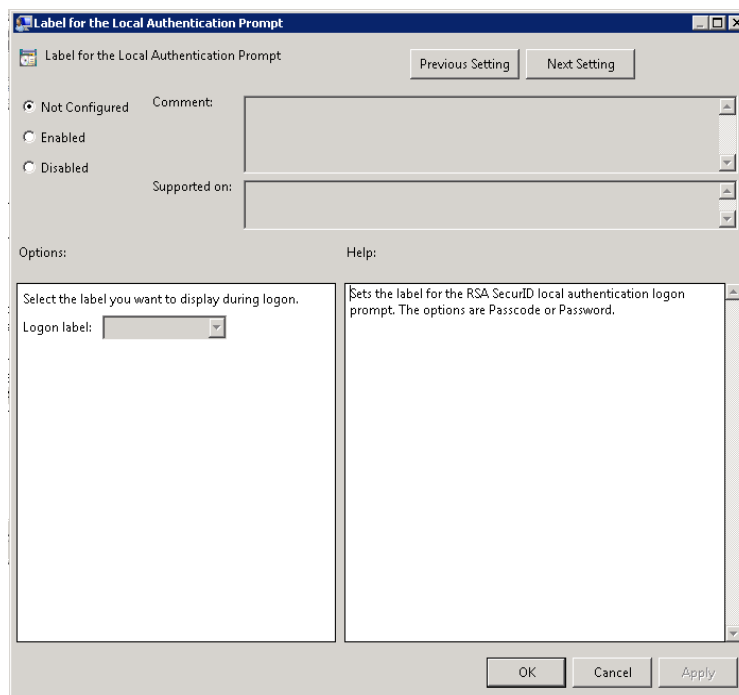 Label for the Local Authentication Prompt
Label for the Local Authentication Prompt
Previous Setting
Next Setting
Not Configured
Comment:
Enabled
Disabled
Supported on:
Options:
Help:
Select the label you want to display during logon.
Logon label:
Sets the label for the RSA SecurID local authentication logon
prompt. The options are Passcode or Password.
OK
Cancel
Apply